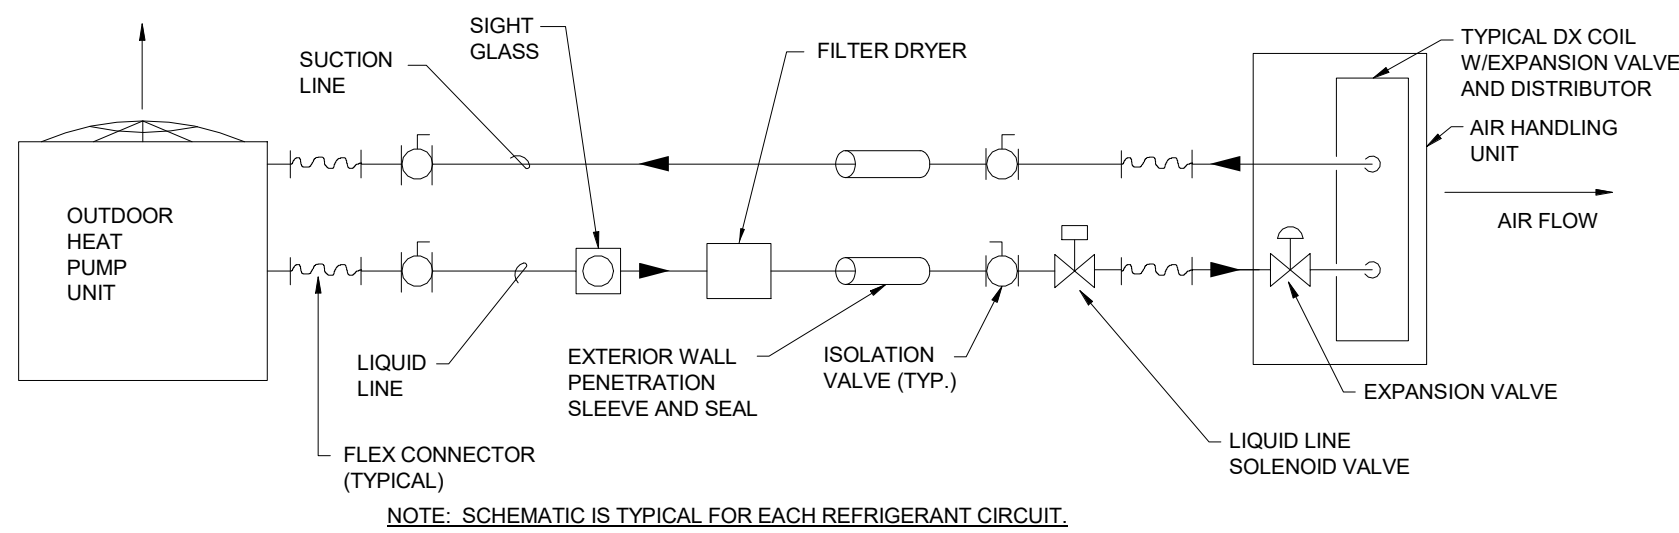 SIGHT
GLASS
SUCTION
LINE
FILTER DRYER
TYPICAL DX COIL
W/EXPANSION VALVE
AND DISTRIBUTOR
AIR HANDLING
UNIT
OUTDOOR
HEAT
PUMP
UNIT
AIR FLOW
LIQUID
LINE
EXTERIOR WALL
PENETRATION
SLEEVE AND SEAL
ISOLATION
VALVE (TYP.)
EXPANSION VALVE
FLEX CONNECTOR
(TYPICAL)
LIQUID LINE
SOLENOID VALVE
NOTE: SCHEMATIC IS TYPICAL FOR EACH REFRIGERANT CIRCUIT.